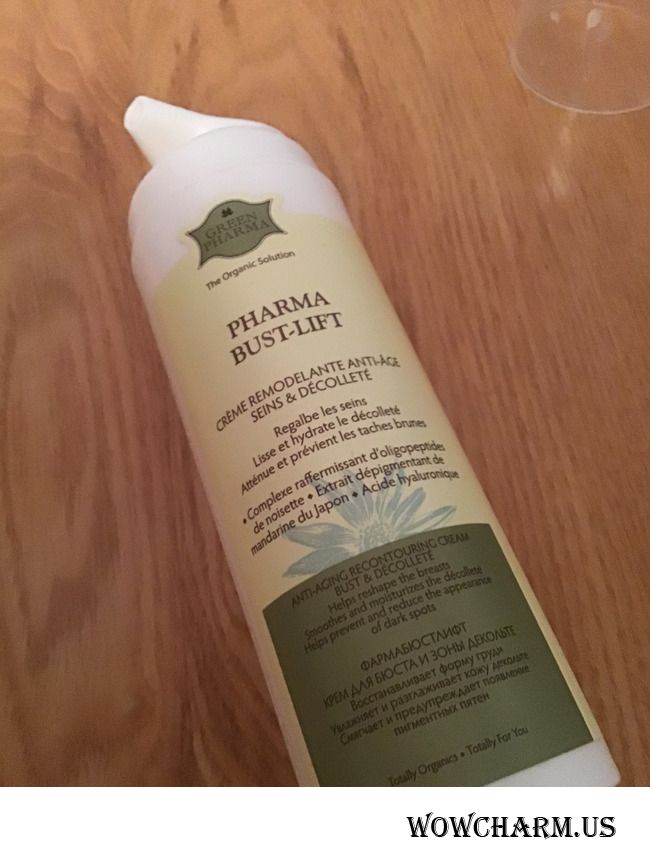 GREEN
PHARMA
The Organic Solution
PHARMA
BUST-LIFT
CRÈME REMODELANTE ANTI-ÂGE
SEINS & DÉCOLLETÉ
Regalbe les seins
Lisse et hydrate le décolleté
Atténue et prévient les taches brunes
• Complexe raffermissant d'oligopeptides
de noisette • Extrait dépigmentant de
mandarine du Japon • Acide hyaluronique
ANTI-AGING RECONTOURING CREAM
BUST & DÉCOLLETÉ
Helps reshape the breasts
Smoothes and moisturizes the décolleté
Helps prevent and reduce the appearance
of dark spots
ФАРМАБЮСТЛИФТ
КРЕМ ДЛЯ БЮСТА И ЗОНЫ ДЕКОЛЬТЕ
Восстанавливает форму груди
Увлажняет и разглаживает кожу декольте
Смягчает и предупреждает появление
пигментных пятен
Totally Organics • Totally For You
WOWCHARM.US